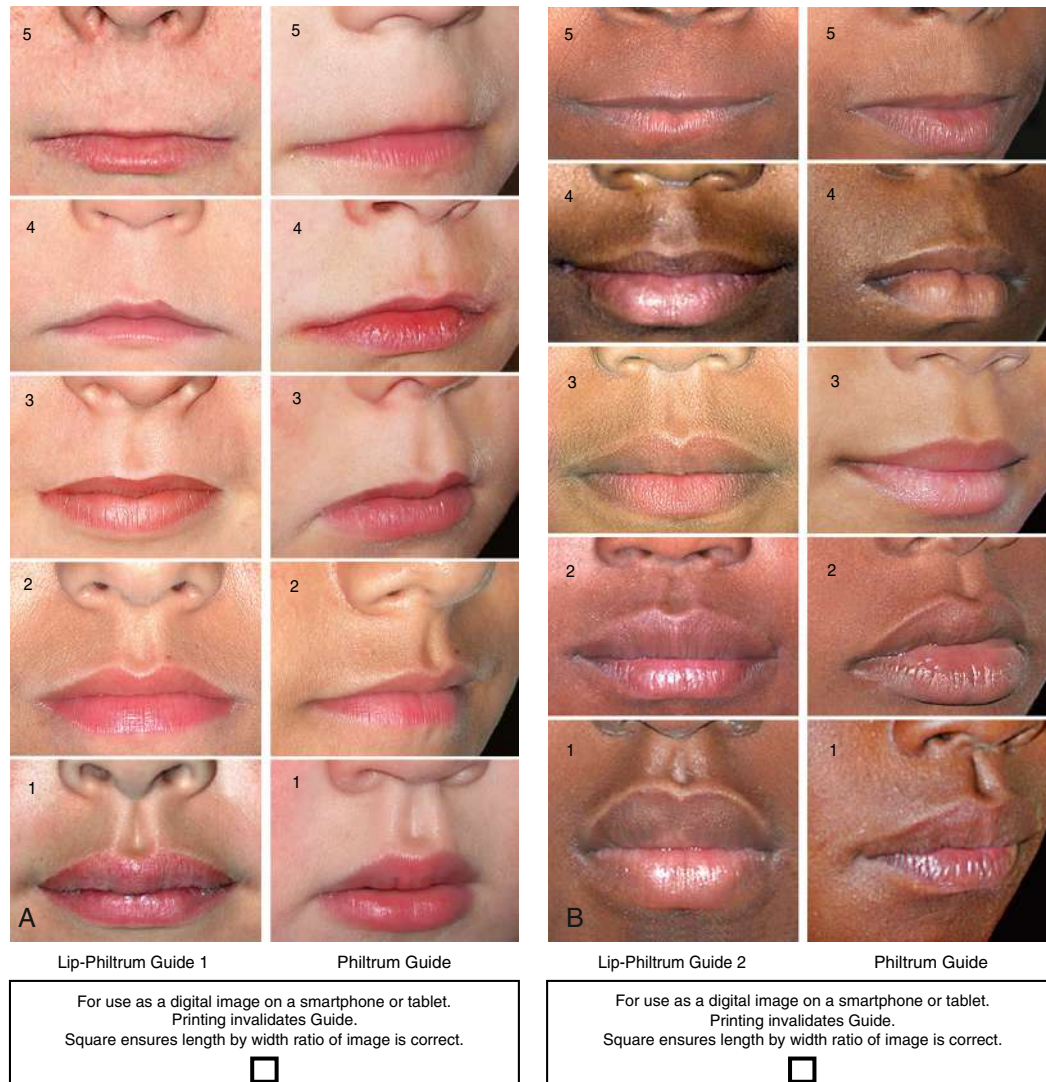 5
5
4
4
3
3
2
2
1
1
A
Lip-Philtrum Guide 1
Philtrum Guide
For use as a digital image on a smartphone or tablet.
Printing invalidates Guide.
Square ensures length by width ratio of image is correct.
5
5
4
4
3
3
2
2
1
1
B
Lip-Philtrum Guide 2
Philtrum Guide
For use as a digital image on a smartphone or tablet.
Printing invalidates Guide.
Square ensures length by width ratio of image is correct.